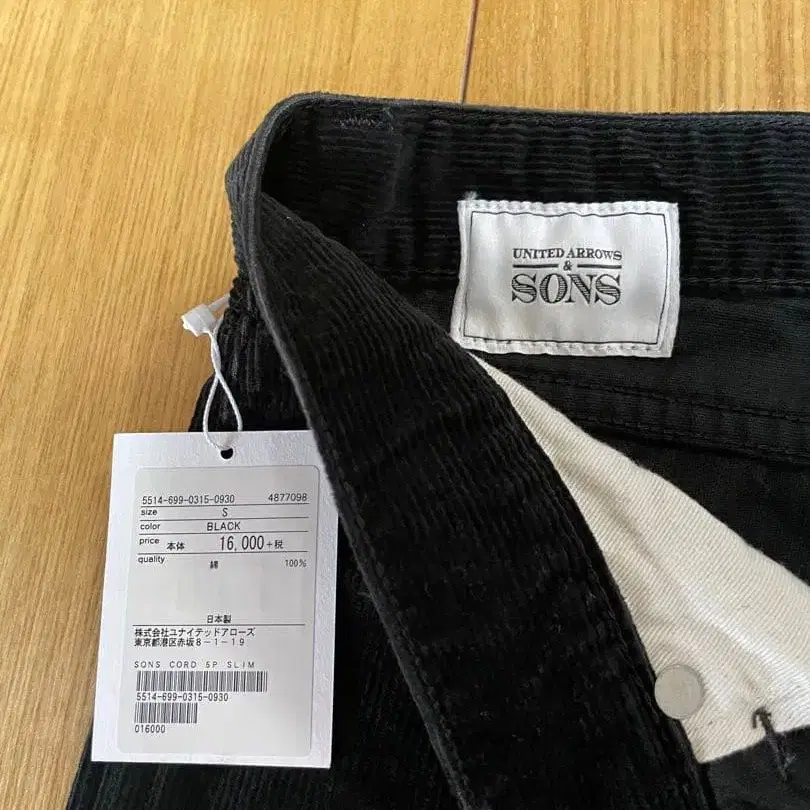 UNITED ARROWS
&
SONS
5514-699-0315-0930 4877098
size S
color BLACK
price 本体 16,000+税
quality 綿 100%
日本製
株式会社ユナイテッドアローズ
東京都港区赤坂8-1-19
SONS CORD 5P SLIM
5514-699-0315-0930
016000